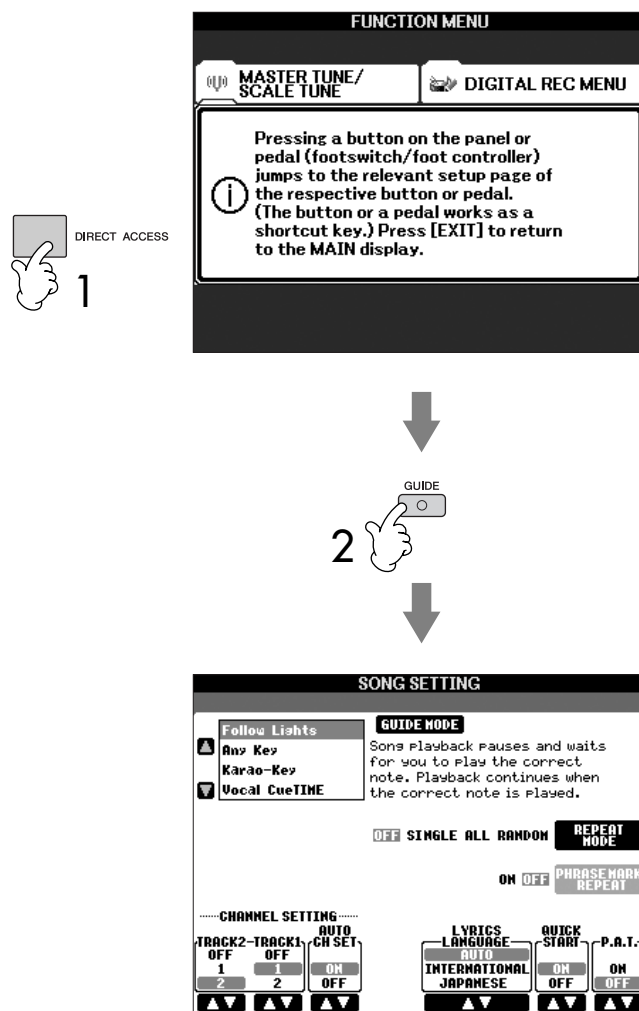 FUNCTION MENU
MASTER TUNE/
SCALE TUNE
DIGITAL REC MENU
Pressing a button on the panel or
pedal (footswitch/foot controller)
jumps to the relevant setup page of
the respective button or pedal.
(The button or a pedal works as a
shortcut key.) Press [EXIT] to return
to the MAIN display.
DIRECT ACCESS
1
GUIDE
2
SONG SETTING
Follow Lights
Any Key
Karao-Key
Vocal CueTIME
GUIDE MODE
Song playback pauses and waits
for you to play the correct
note. Playback continues when
the correct note is played.
OFF SINGLE ALL RANDOM REPEAT MODE
ON OFF PHRASE MARK REPEAT
CHANNEL SETTING
TRACK2-TRACK1 AUTO CH SET LYRICS LANGUAGE QUICK START P.A.T.
OFF OFF AUTO
1 1 ON INTERNATIONAL ON ON
2 2 OFF JAPANESE OFF OFF